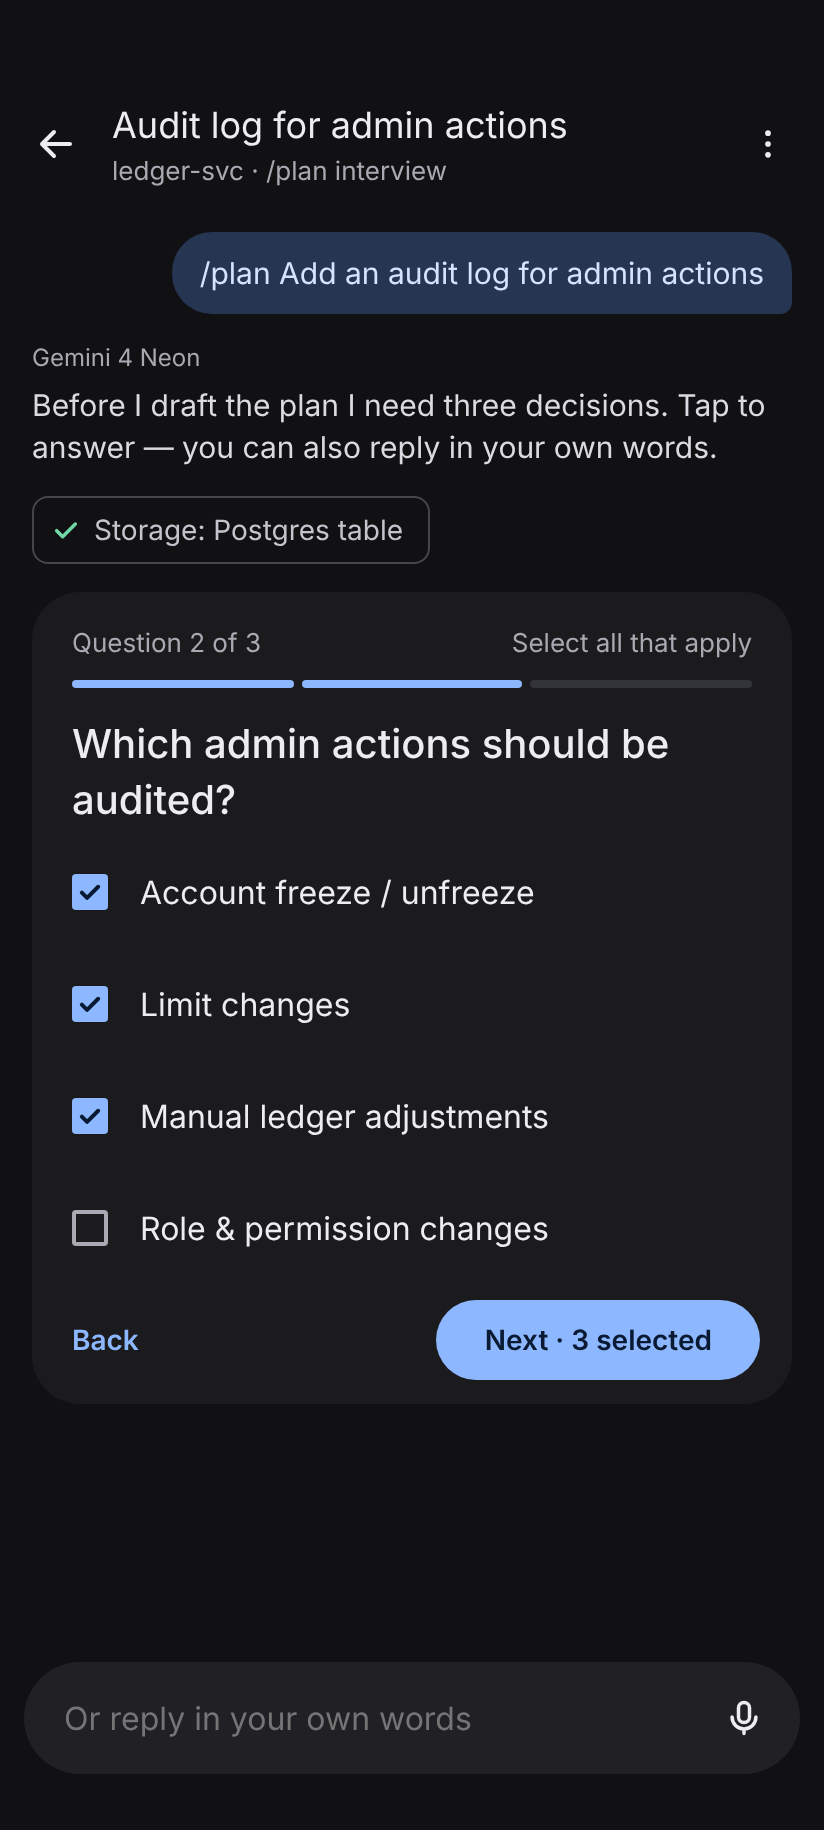 Audit log for admin actions
ledger-svc · /plan interview
/plan Add an audit log for admin actions
Gemini 4 Neon
Before I draft the plan I need three decisions. Tap to
answer — you can also reply in your own words.
Storage: Postgres table
Question 2 of 3
Select all that apply
Which admin actions should be
audited?
Account freeze / unfreeze
Limit changes
Manual ledger adjustments
Role & permission changes
Back
Next · 3 selected
Or reply in your own words